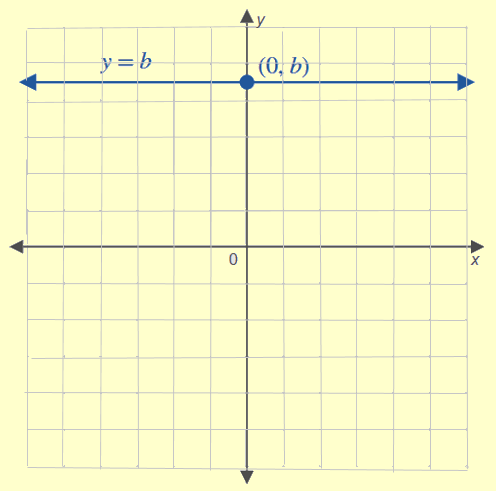 y
y = b
(0, b)
0
x